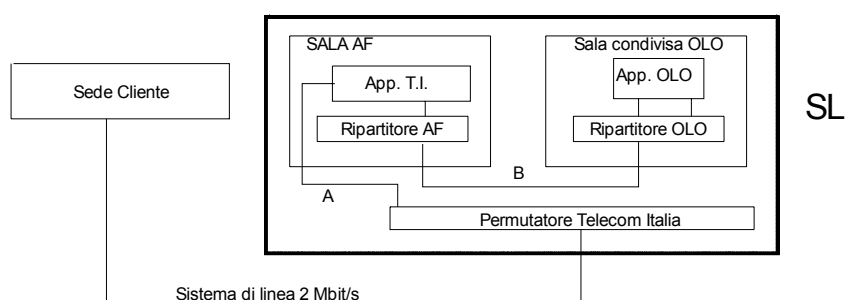 SALA AF
Sala condivisa OLO
App. T.I.
App. OLO
Sede Cliente
SL
Ripartitore AF
Ripartitore OLO
B
A
Permutatore Telecom Italia
Sistema di linea 2 Mbit/s